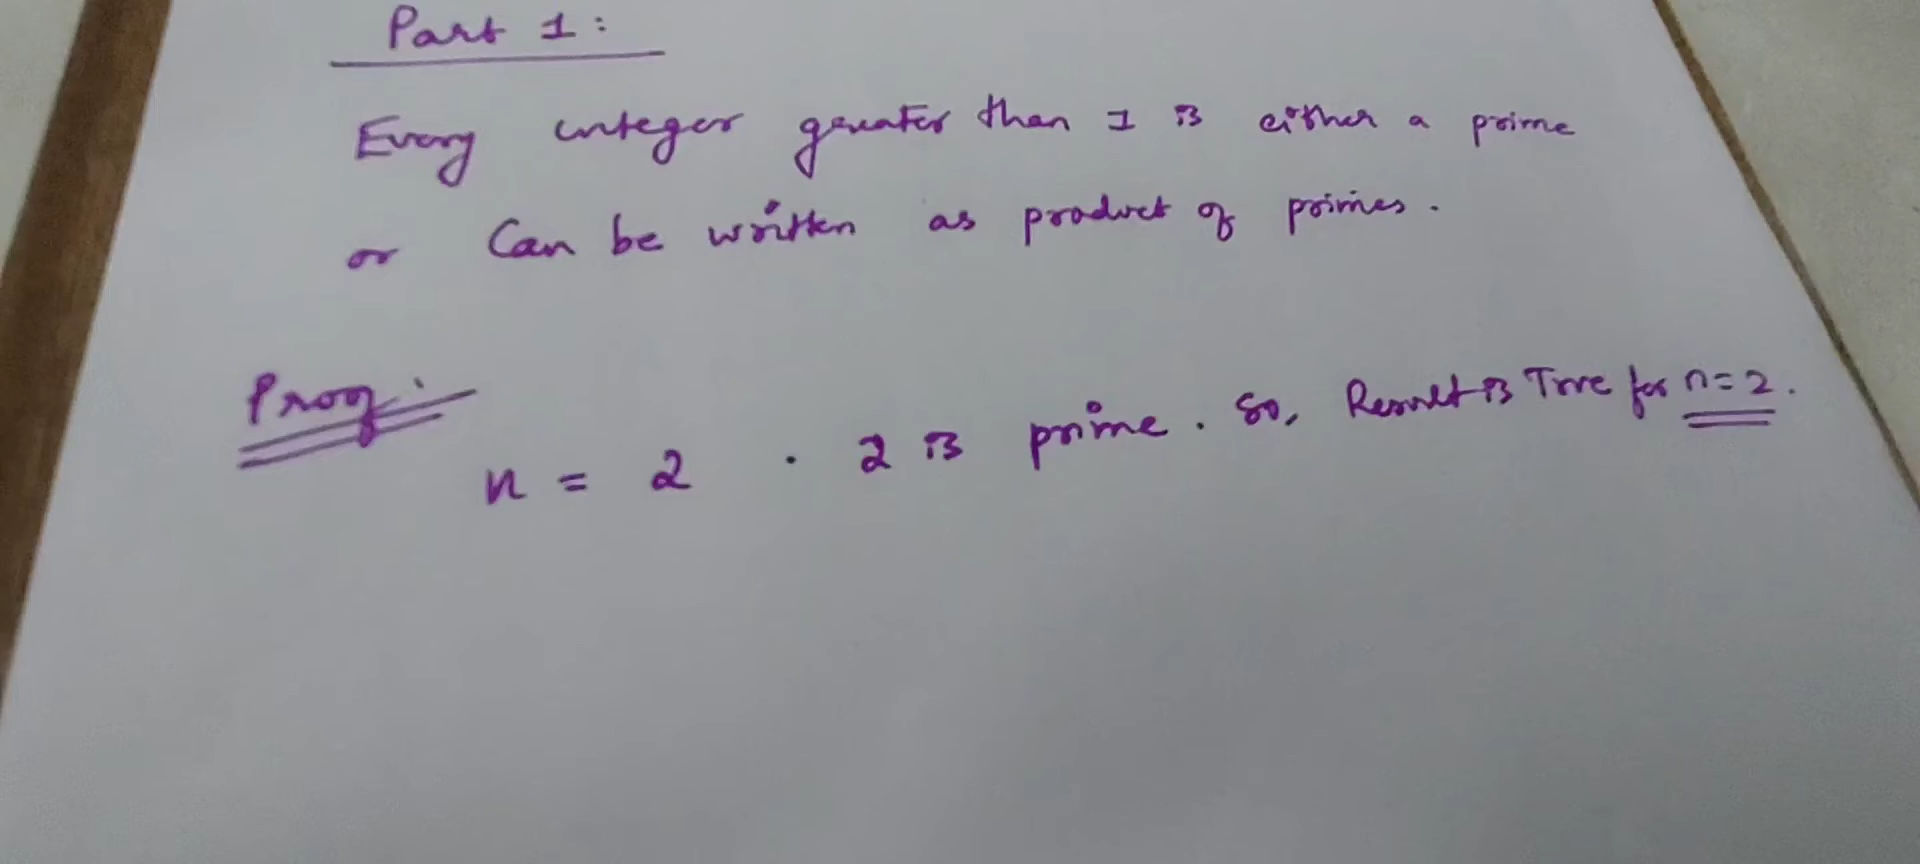 Part 1:
Every integer greater than 1 is either a prime
or can be written as product of primes.
Proof:
n = 2 . 2 is prime. So, Result is True for n=2.